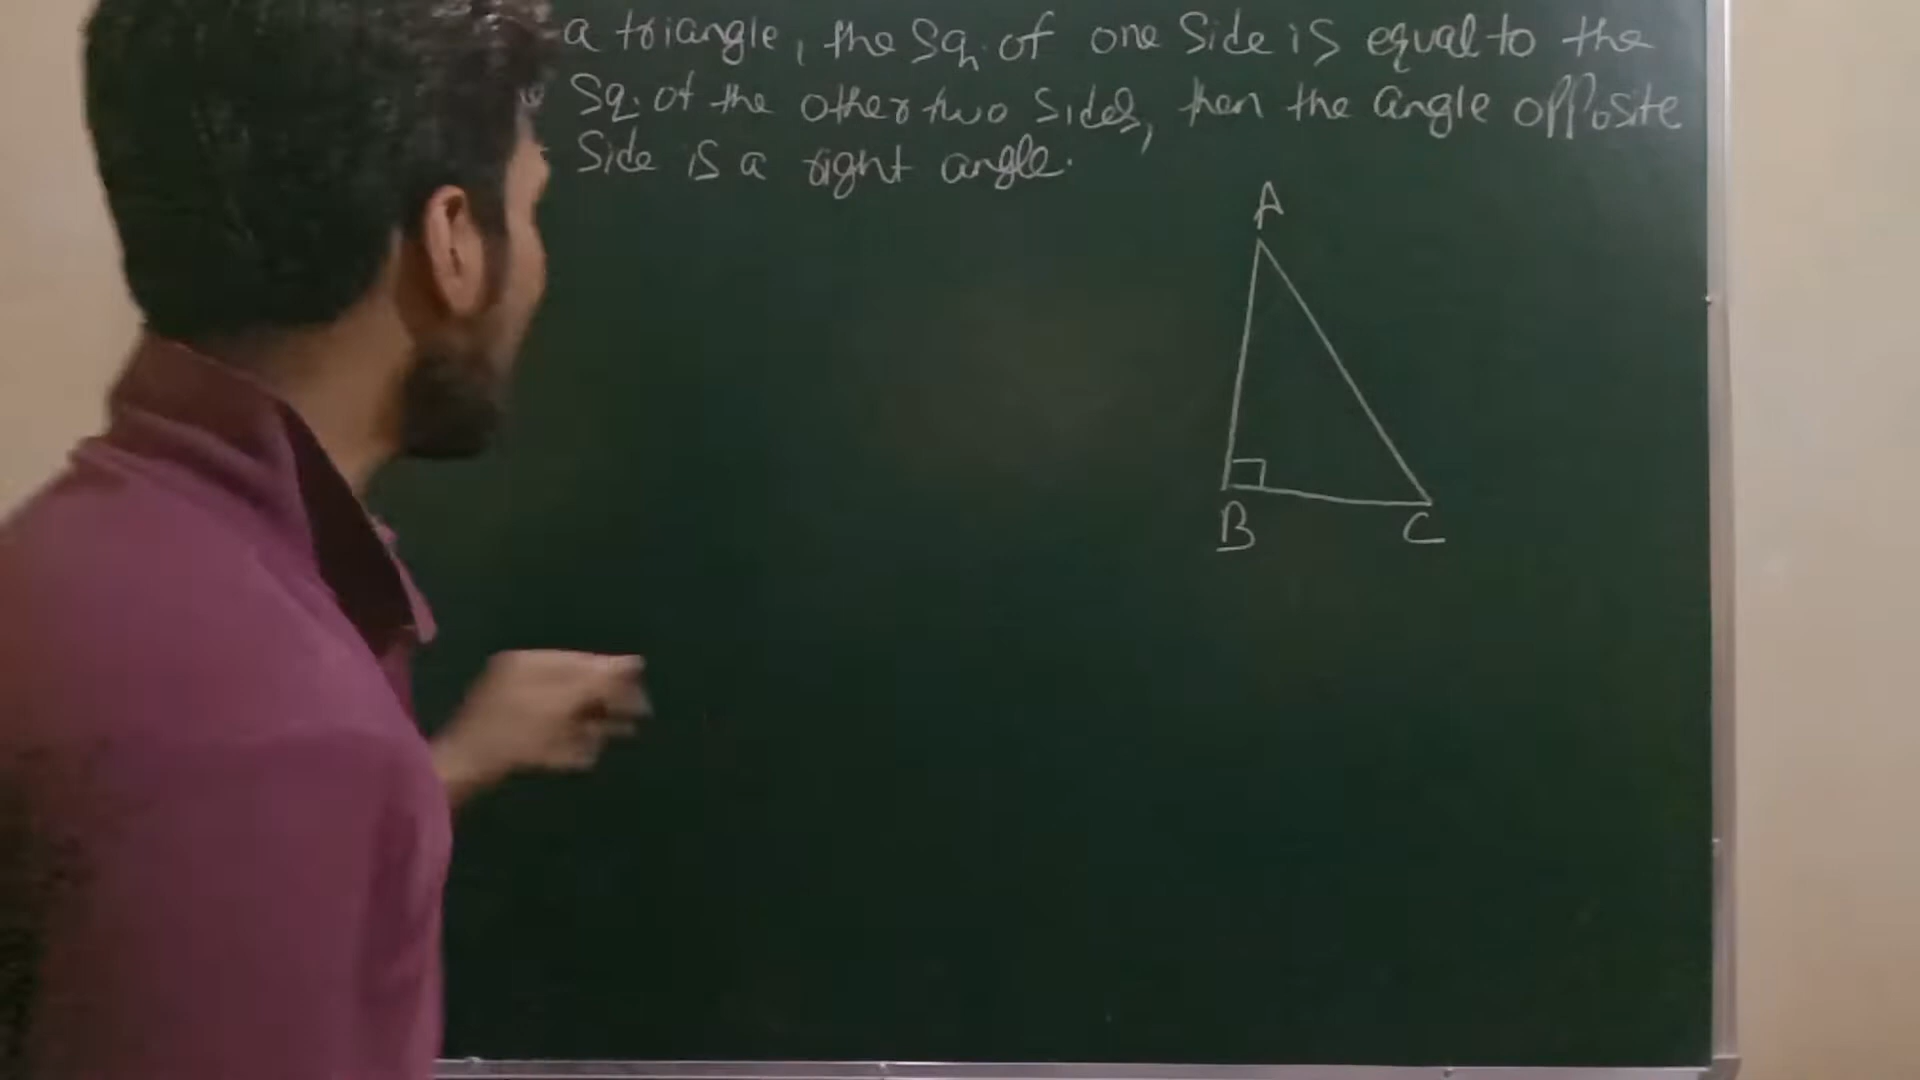 a triangle, the Sq. of one Side is equal to the
Sq. of the other two Sides, then the angle opposite
Side is a right angle.
A
B
C